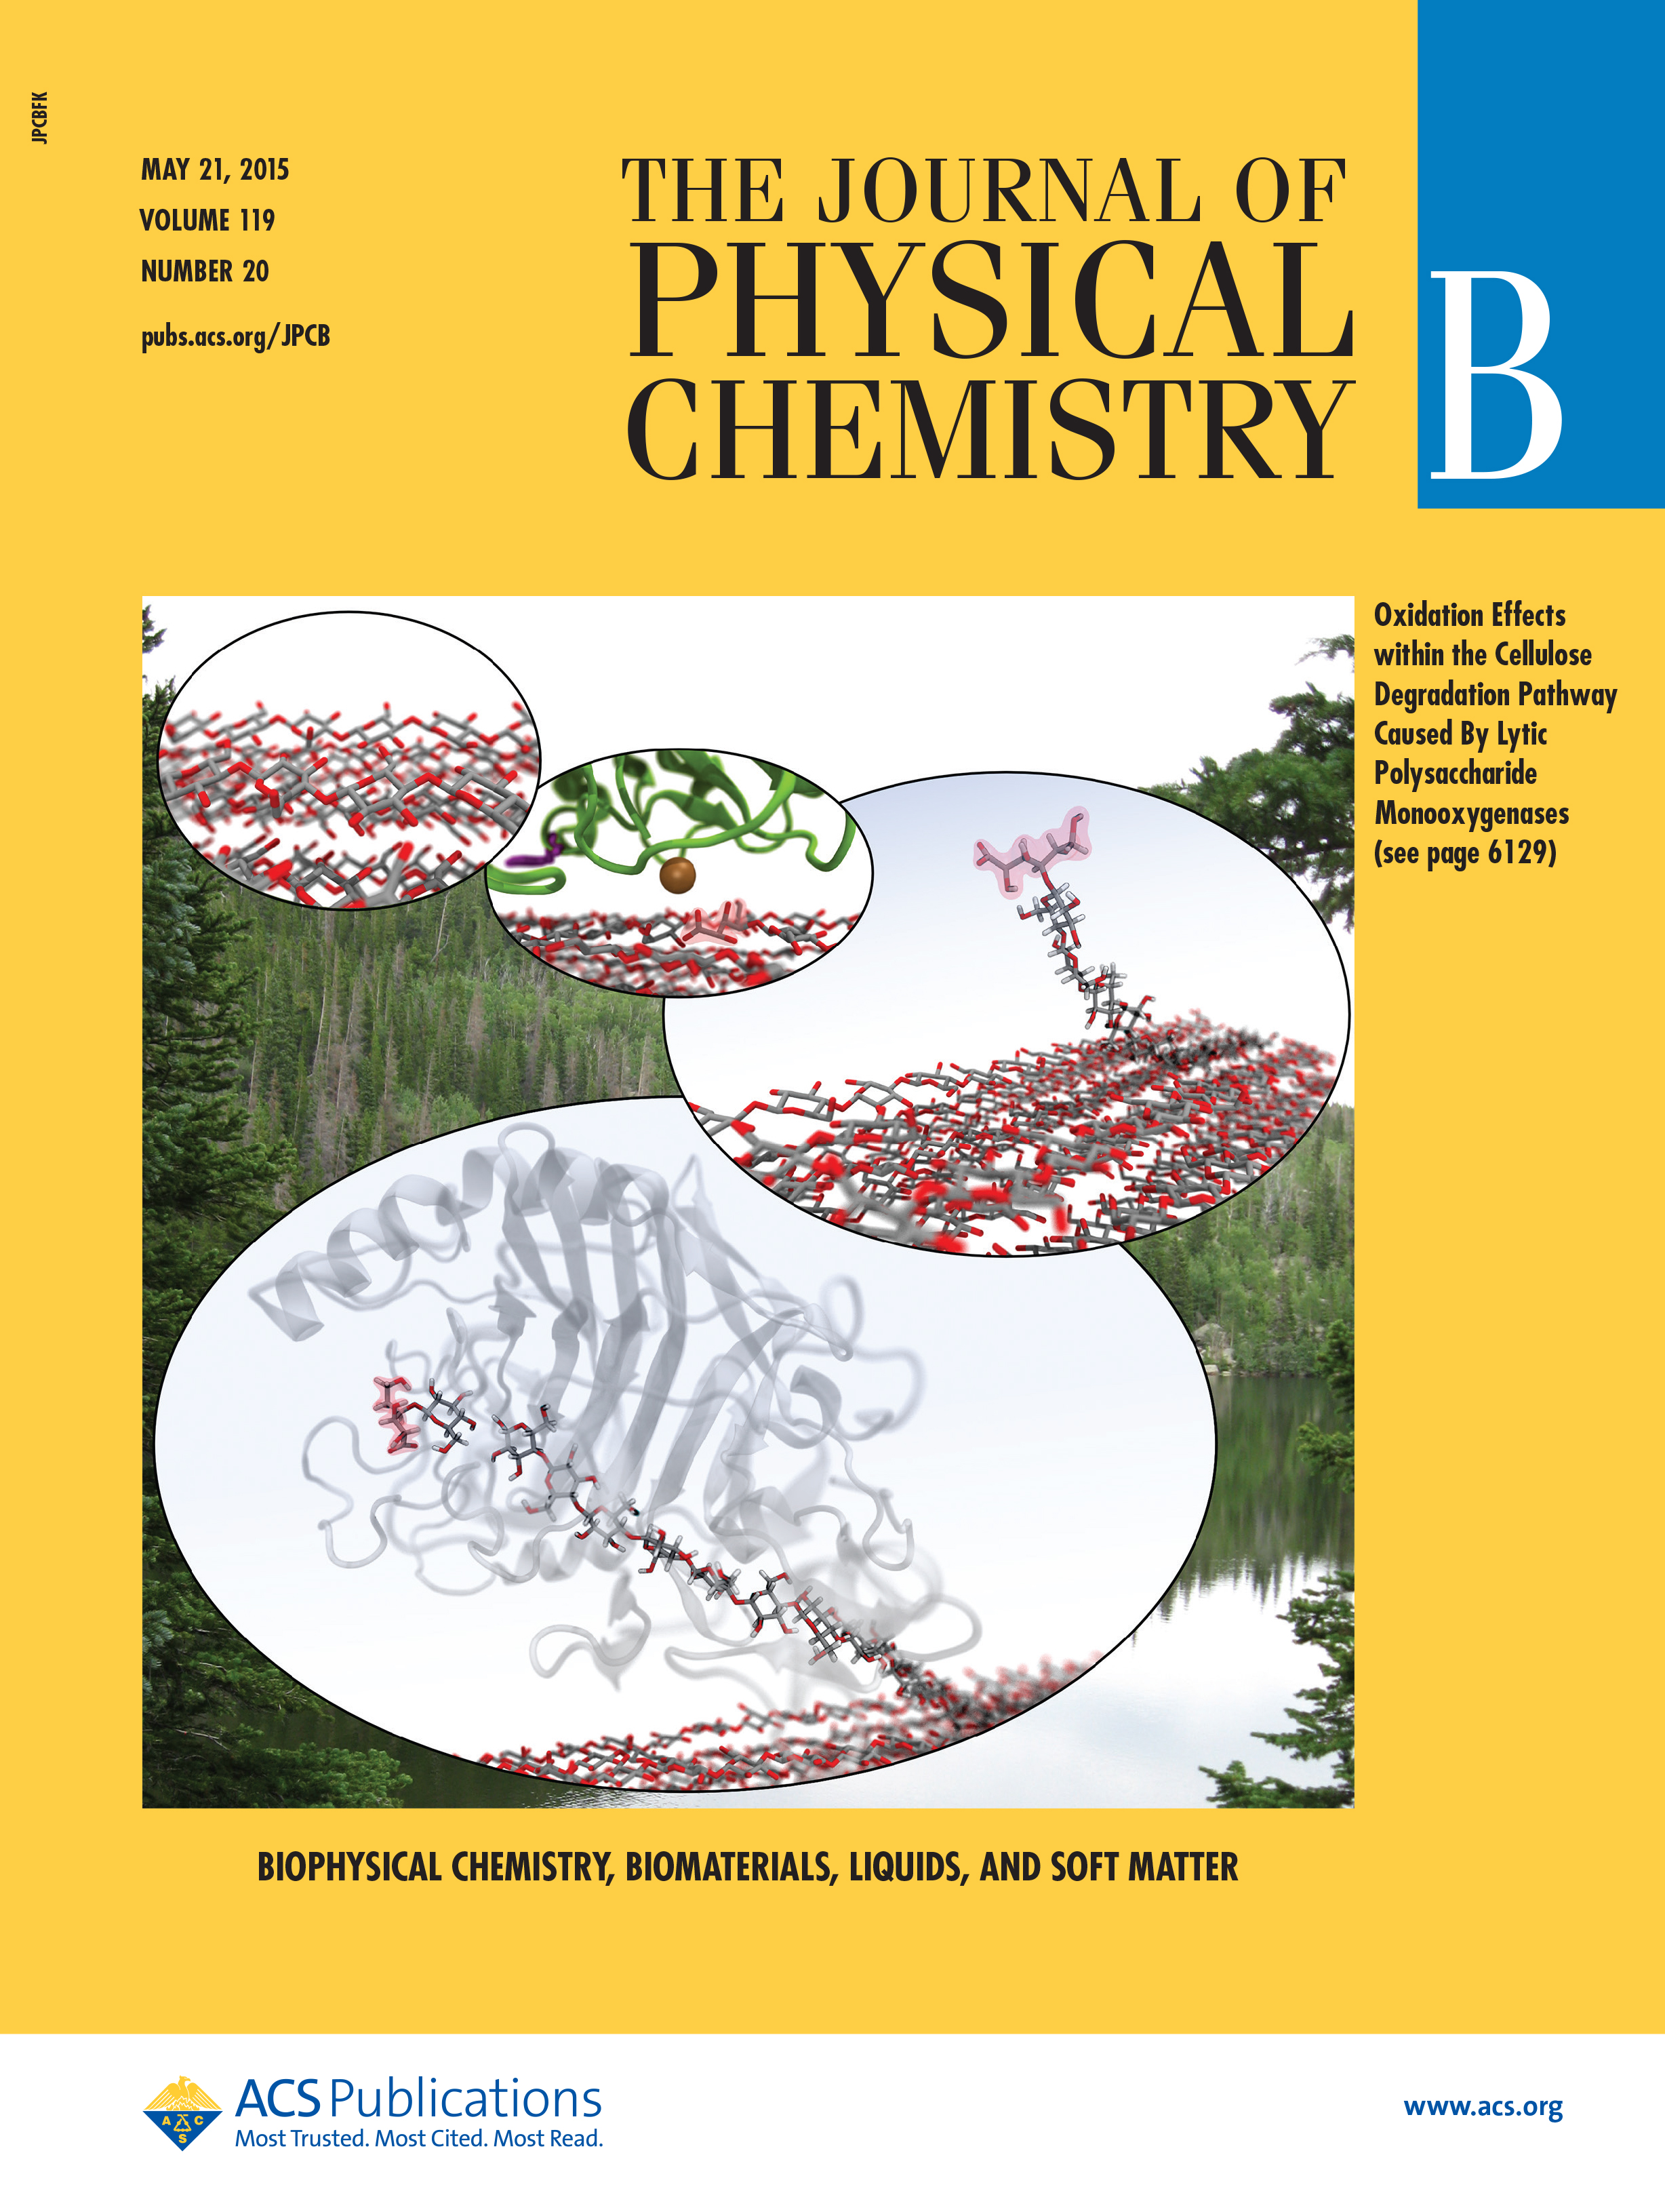 JPCBFK
MAY 21, 2015
VOLUME 119
NUMBER 20
pubs.acs.org/JPCB
THE JOURNAL OF
PHYSICAL
CHEMISTRY
B
Oxidation Effects
within the Cellulose
Degradation Pathway
Caused By Lytic
Polysaccharide
Monooxygenases
(see page 6129)
BIOPHYSICAL CHEMISTRY, BIOMATERIALS, LIQUIDS, AND SOFT MATTER
A C
S
ACS Publications
Most Trusted. Most Cited. Most Read.
www.acs.org